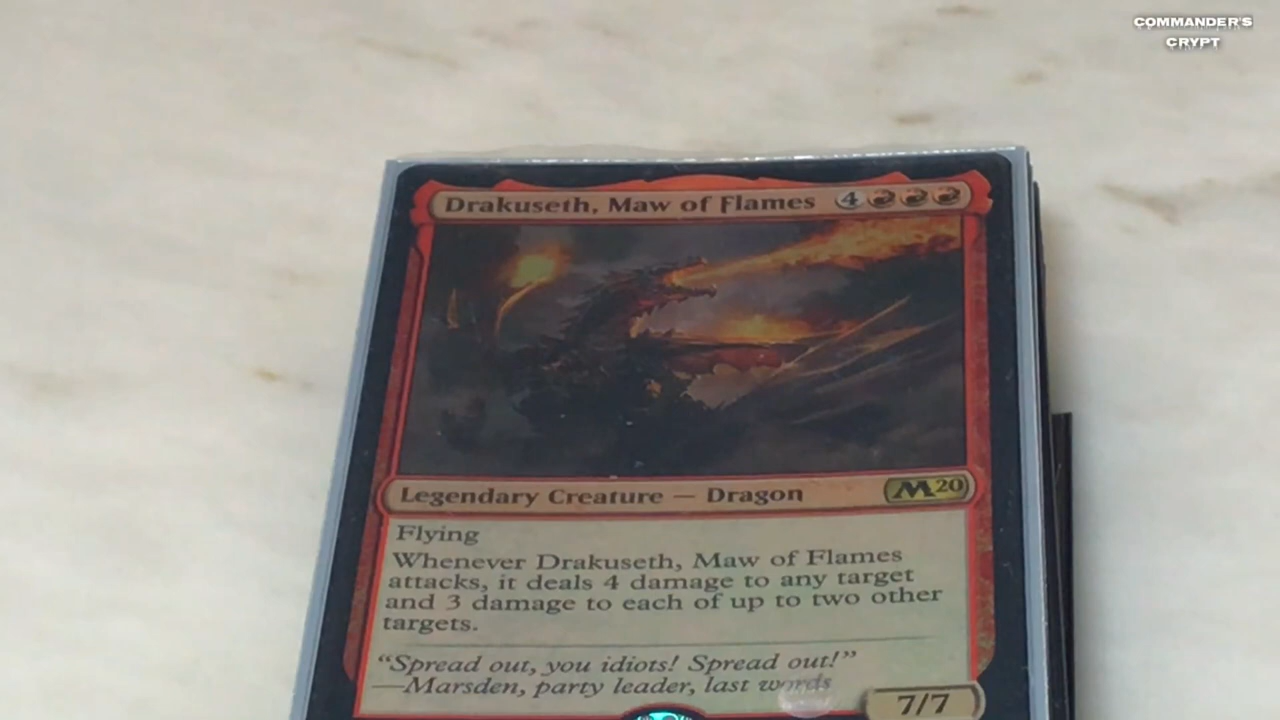 COMMANDER'S
CRYPT
Drakuseth, Maw of Flames 4
Legendary Creature — Dragon M20
Flying
Whenever Drakuseth, Maw of Flames
attacks, it deals 4 damage to any target
and 3 damage to each of up to two other
targets.
“Spread out, you idiots! Spread out!”
—Marsden, party leader, last words
7/7